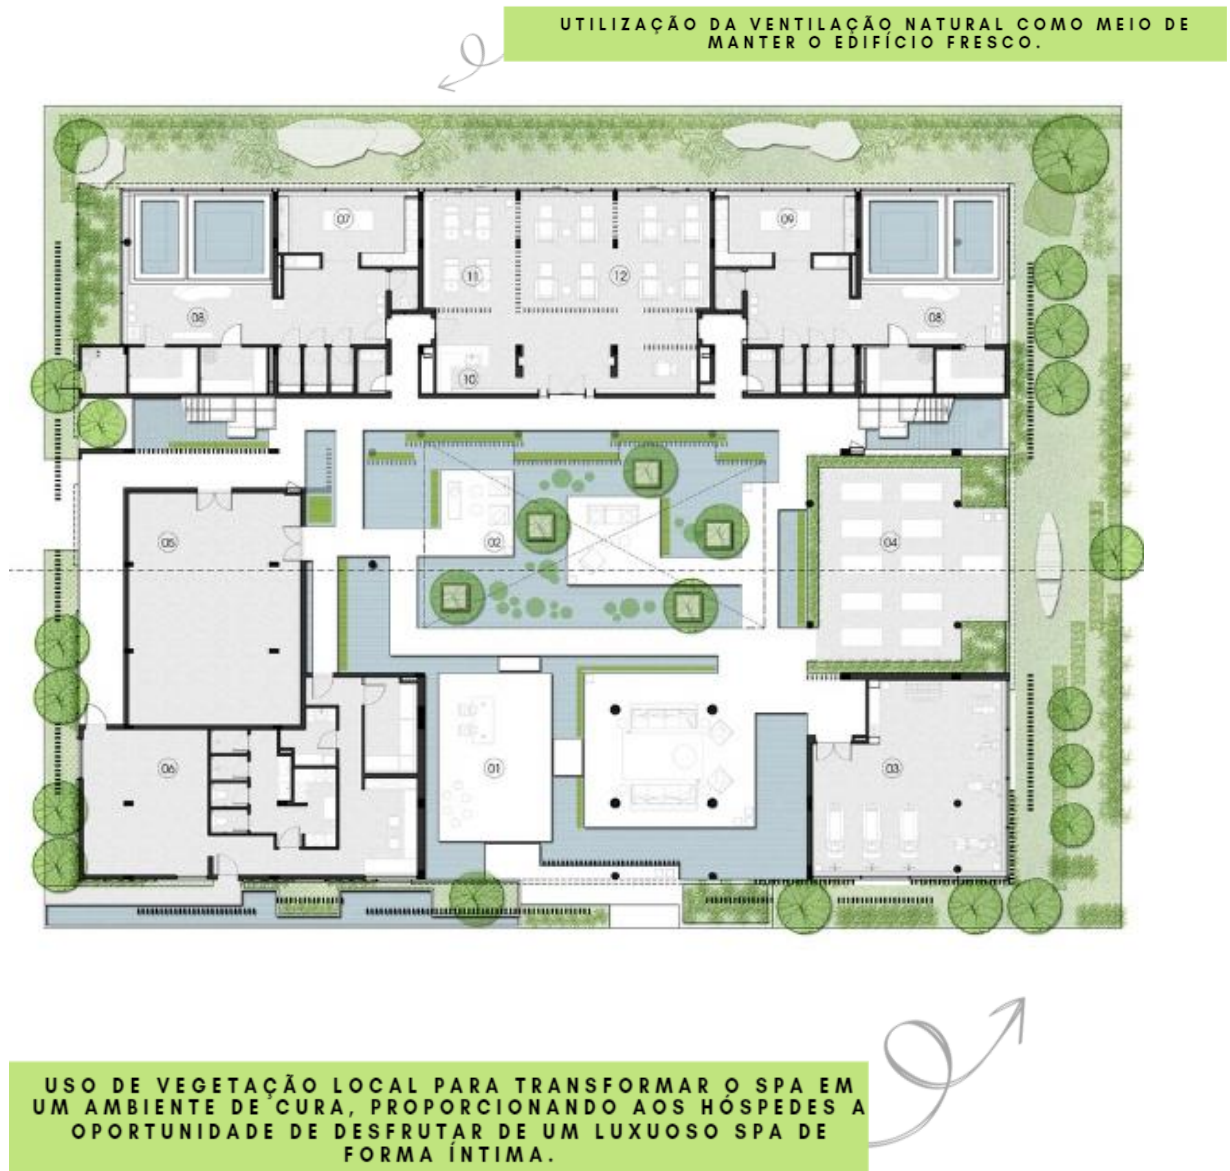 UTILIZAÇÃO DA VENTILAÇÃO NATURAL COMO MEIO DE
MANTER O EDIFÍCIO FRESCO.
07
09
11
12
08
08
10
05
02
04
06
01
03
USO DE VEGETAÇÃO LOCAL PARA TRANSFORMAR O SPA EM
UM AMBIENTE DE CURA, PROPORCIONANDO AOS HÓSPEDES A
OPORTUNIDADE DE DESFRUTAR DE UM LUXUOSO SPA DE
FORMA ÍNTIMA.